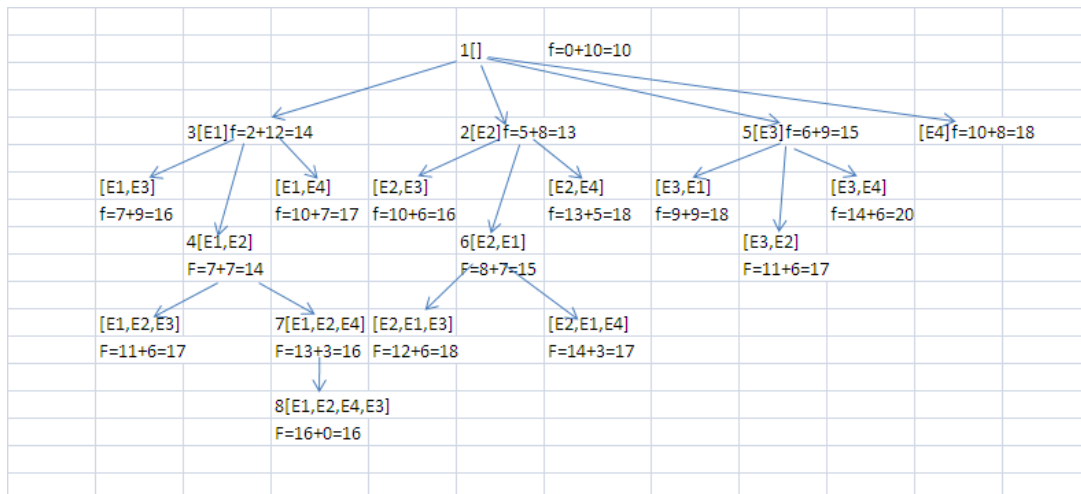 1[] f=0+10=10
3[E1]f=2+12=14 2[E2]f=5+8=13 5[E3]f=6+9=15 [E4]f=10+8=18
[E1,E3] [E1,E4] [E2,E3] [E2,E4] [E3,E1] [E3,E4]
f=7+9=16 f=10+7=17 f=10+6=16 f=13+5=18 f=9+9=18 f=14+6=20
4[E1,E2] 6[E2,E1] [E3,E2]
F=7+7=14 F=8+7=15 F=11+6=17
[E1,E2,E3] 7[E1,E2,E4] [E2,E1,E3] [E2,E1,E4]
F=11+6=17 F=13+3=16 F=12+6=18 F=14+3=17
8[E1,E2,E4,E3]
F=16+0=16